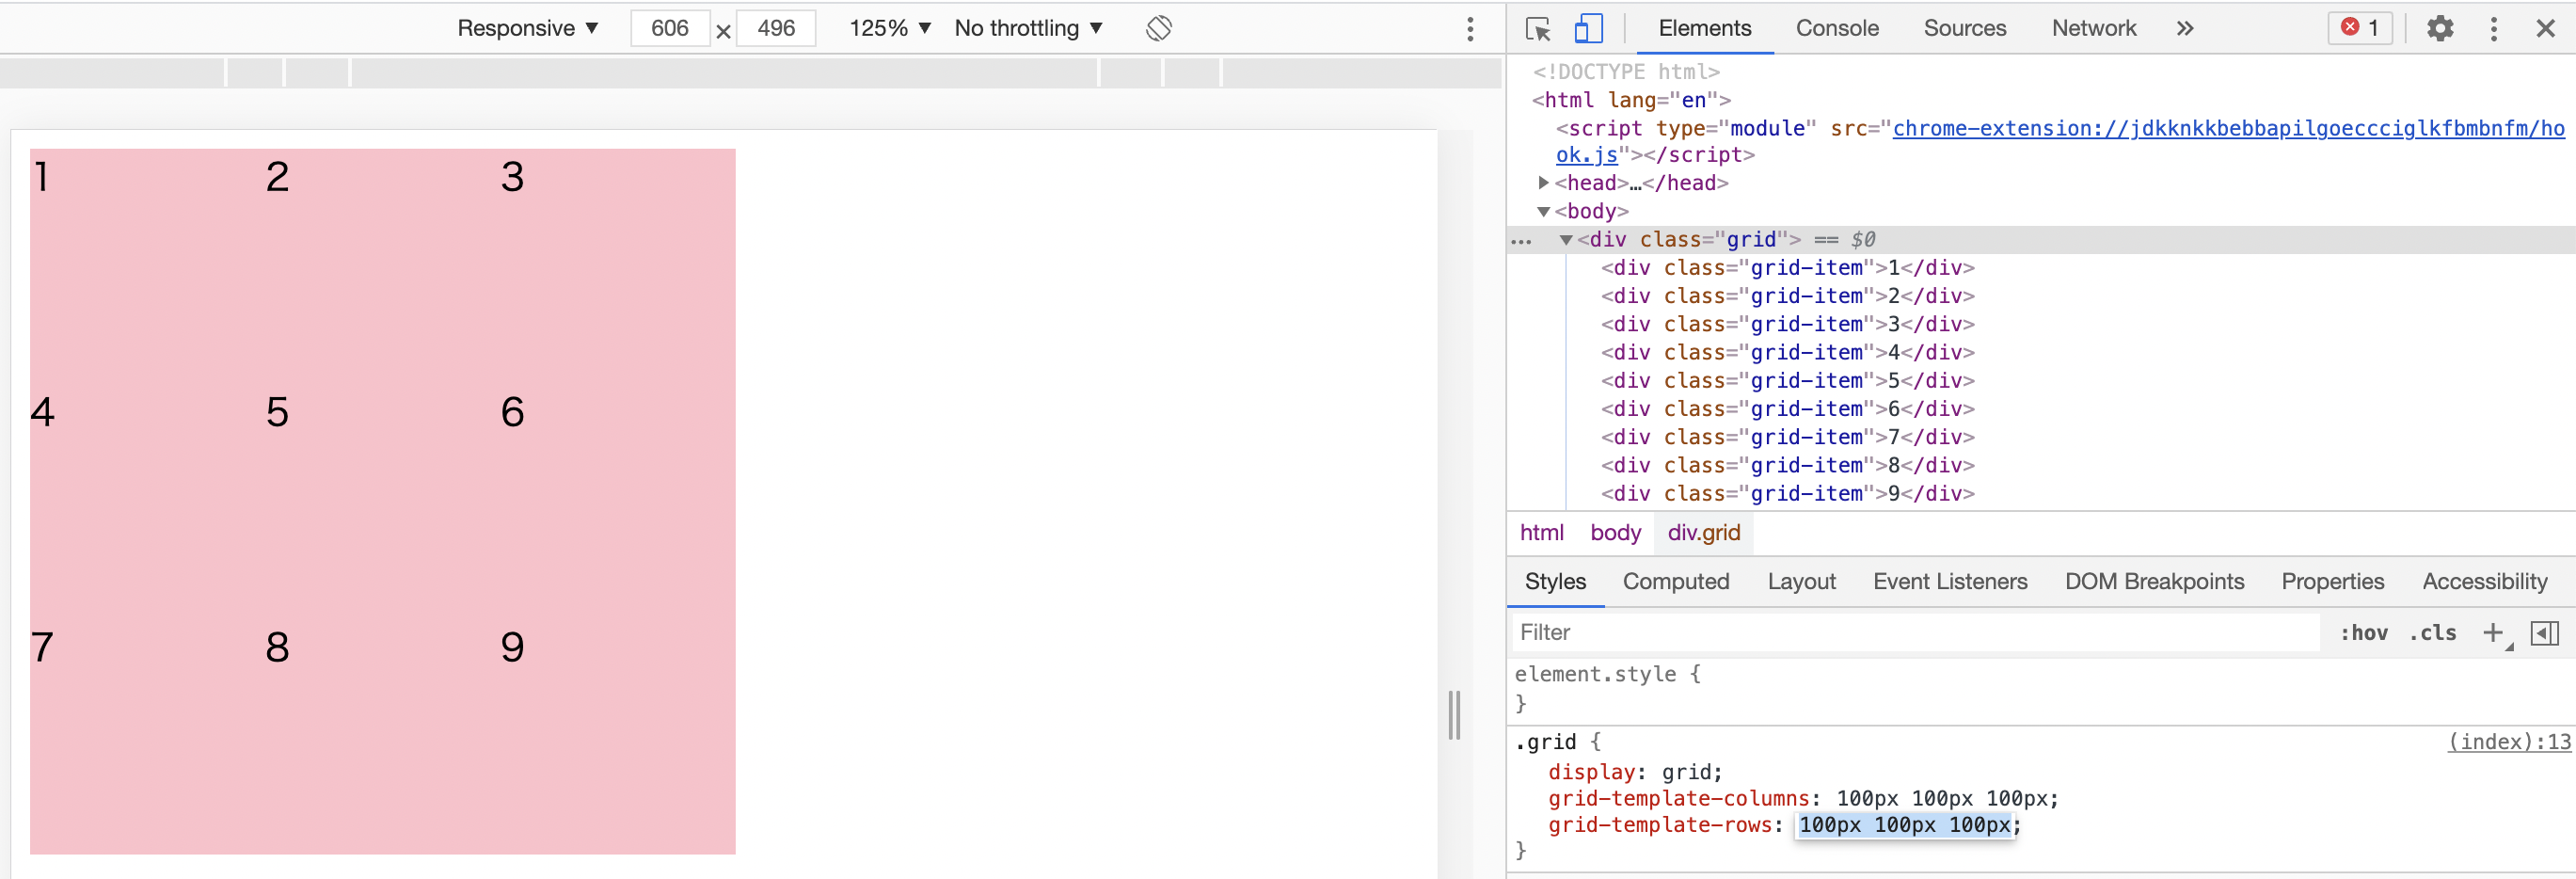 Responsive ▼ 606 × 496 125% ▼ No throttling ▼
Elements Console Sources Network » 1
<!DOCTYPE html>
<html lang="en">
<script type="module" src="chrome-extension://jdkknkkbebbapilgoeccciglkfbmbnfm/ho
ok.js"></script>
<head>…</head>
<body>
<div class="grid"> == $0
<div class="grid-item">1</div>
<div class="grid-item">2</div>
<div class="grid-item">3</div>
<div class="grid-item">4</div>
<div class="grid-item">5</div>
<div class="grid-item">6</div>
<div class="grid-item">7</div>
<div class="grid-item">8</div>
<div class="grid-item">9</div>
html body div.grid
Styles Computed Layout Event Listeners DOM Breakpoints Properties Accessibility
Filter :hov .cls +
element.style {
}
.grid { (index):13
display: grid;
grid-template-columns: 100px 100px 100px;
grid-template-rows: 100px 100px 100px;
}
1 2 3
4 5 6
7 8 9